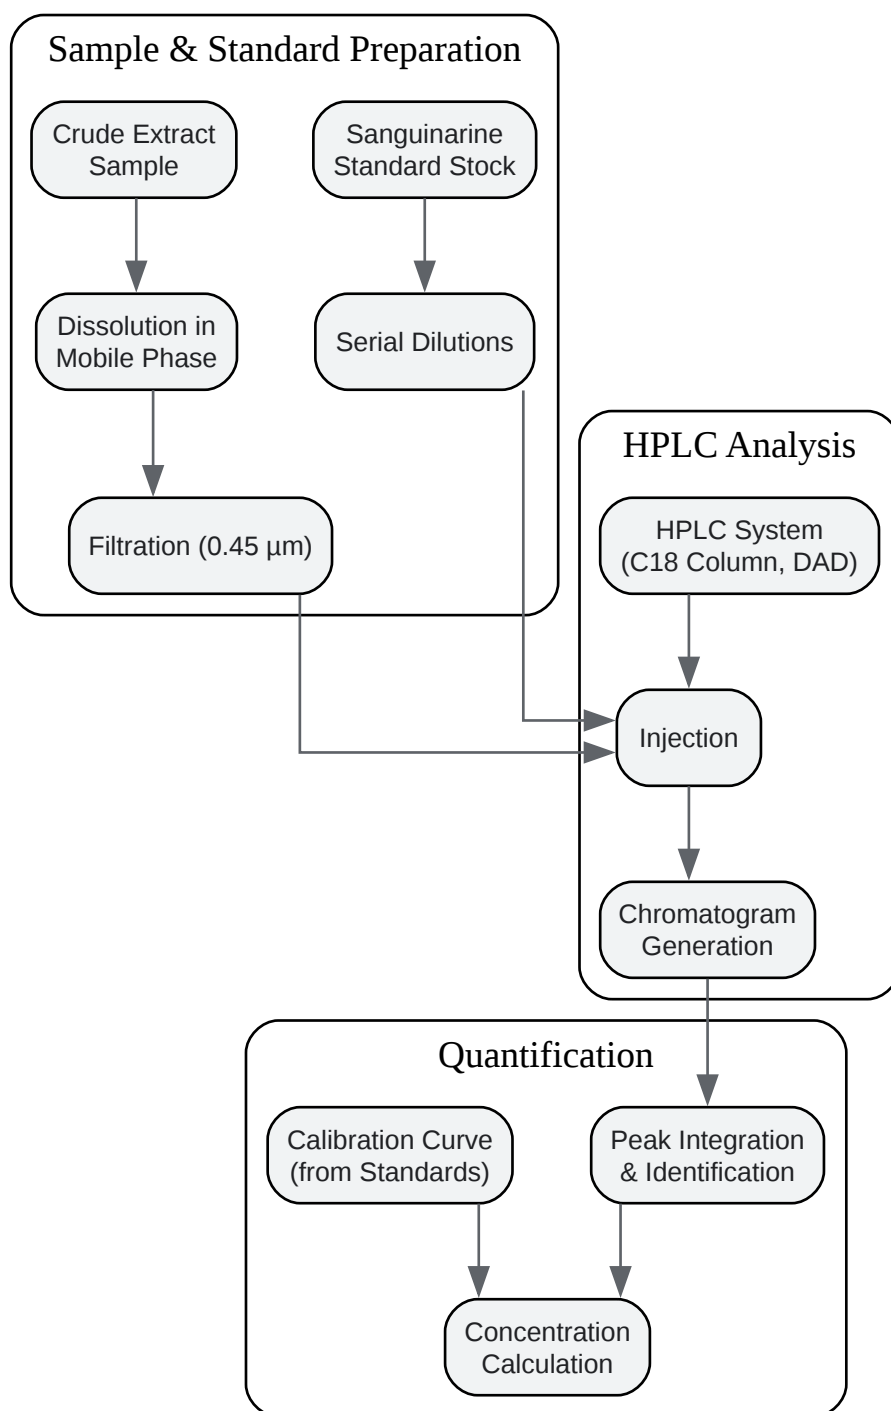 Sample & Standard Preparation
Crude Extract
Sample
Sanguinarine
Standard Stock
Dissolution in
Mobile Phase
Serial Dilutions
Filtration (0.45 µm)
HPLC Analysis
HPLC System
(C18 Column, DAD)
Injection
Chromatogram
Generation
Quantification
Calibration Curve
(from Standards)
Peak Integration
& Identification
Concentration
Calculation